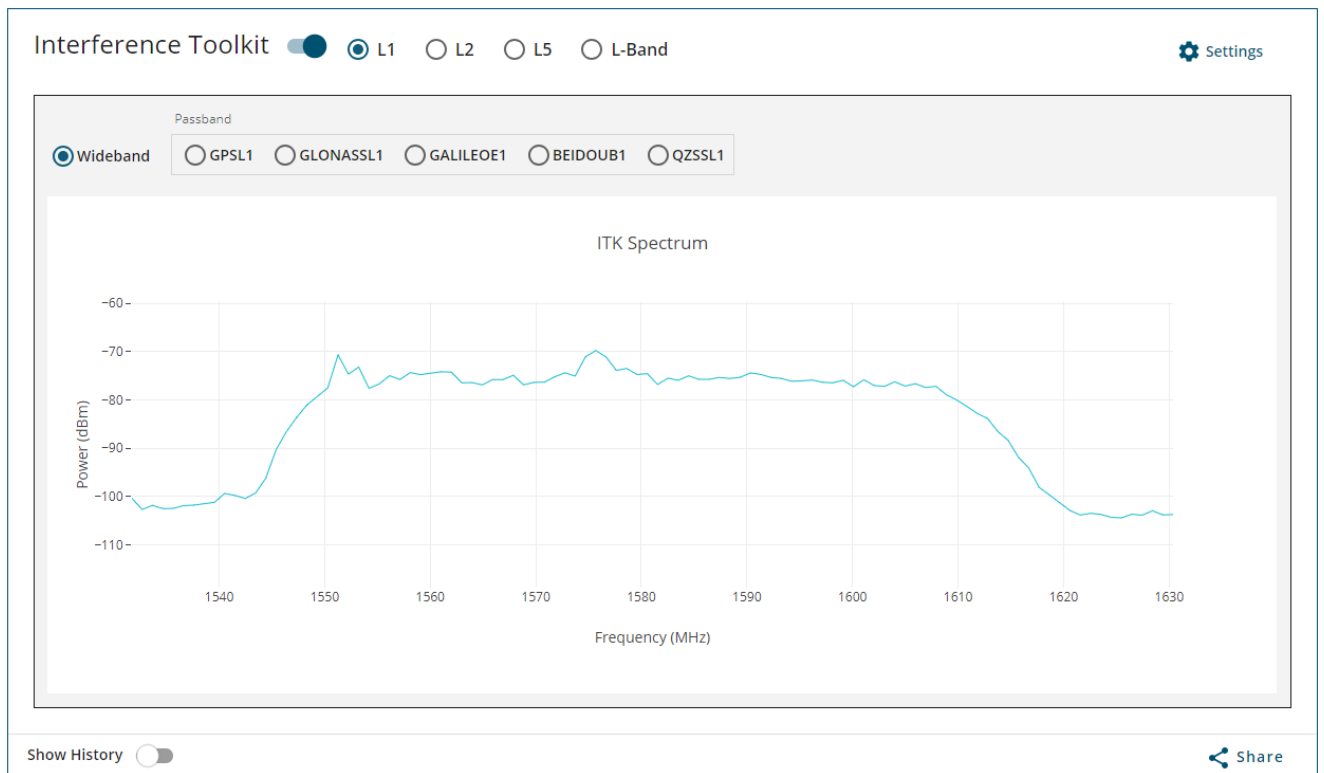 Interference Toolkit L1 L2 L5 L-Band Settings
Passband
Wideband GPSL1 GLONASSL1 GALILEOE1 BEIDOUB1 QZSSL1
ITK Spectrum
−60
−70
−80
−90
−100
−110
Power (dBm)
1540 1550 1560 1570 1580 1590 1600 1610 1620 1630
Frequency (MHz)
Show History Share